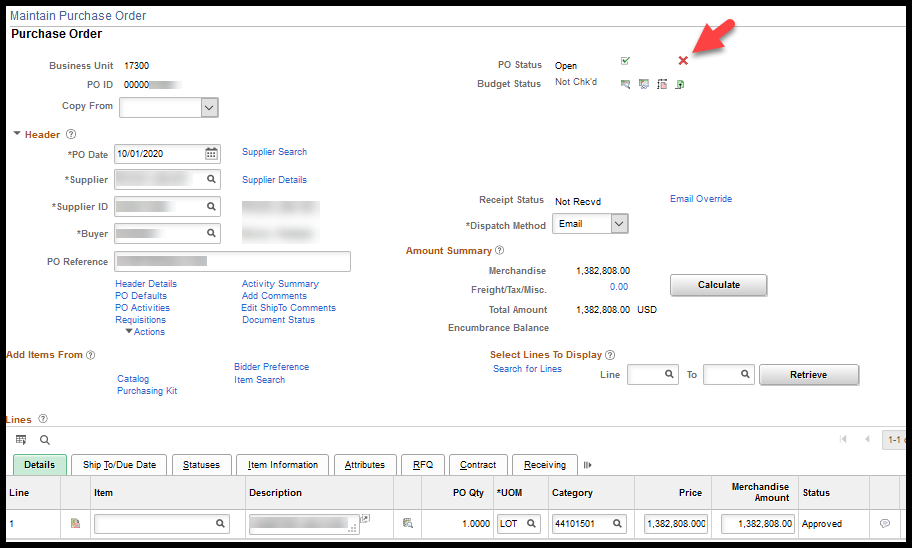 Maintain Purchase Order
Purchase Order
Business Unit 17300
PO Status Open
PO ID 00000
Budget Status Not Chk'd
Copy From
Header
*PO Date 10/01/2020 Supplier Search
*Supplier Supplier Details
*Supplier ID
Receipt Status Not Recvd Email Override
*Buyer
*Dispatch Method Email
PO Reference
Amount Summary
Merchandise 1,382,808.00
Calculate
Header Details Activity Summary
Freight/Tax/Misc. 0.00
PO Defaults Add Comments
PO Activities Edit ShipTo Comments
Total Amount 1,382,808.00 USD
Requisitions Document Status
Actions
Encumbrance Balance
Add Items From
Select Lines To Display
Bidder Preference
Search for Lines
Catalog Item Search
Line To Retrieve
Purchasing Kit
Lines
1-1
Details Ship To/Due Date Statuses Item Information Attributes RFQ Contract Receiving
Line Item Description PO Qty *UOM Category Price Merchandise Amount Status
1 1.0000 LOT 44101501 1,382,808.000 1,382,808.00 Approved